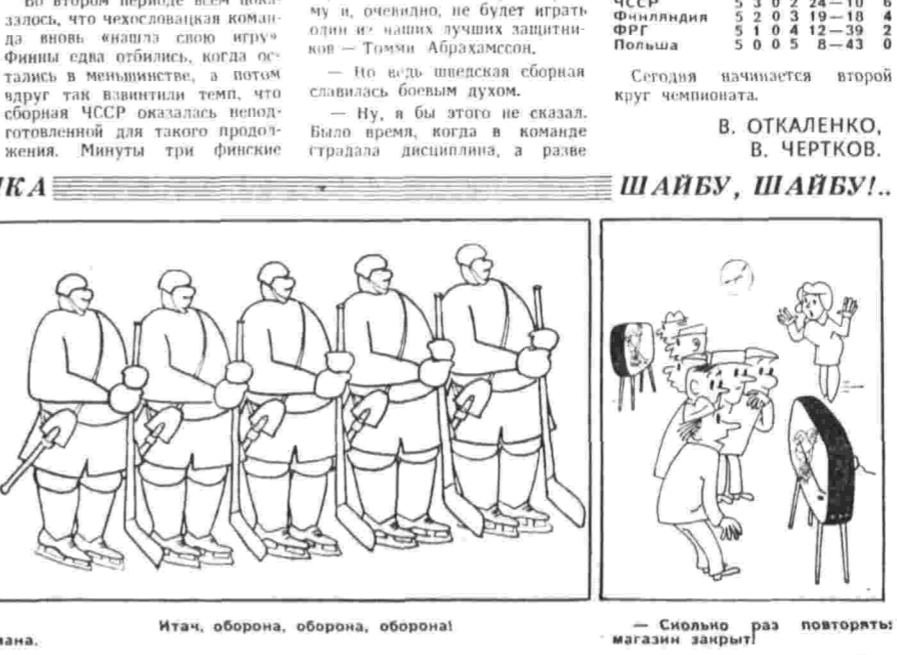 Во втором периоде всем пока-
залось, что чехословацкая коман-
да вновь «нашла свою игру»
Финны едва отбились, когда ос-
тались в меньшинстве, а потом
вдруг так взвинтили темп, что
сборная ЧССР оказалась непод-
готовленной для такого продол-
жения. Минуты три финские
му и, очевидно, не будет играть
один из наших лучших защитни-
ков — Томми Абрахамссон.
— Но ведь шведская сборная
славилась боевым духом.
— Ну, я бы этого не сказал.
Было время, когда в команде
страдала дисциплина, а разве
ЧССР 5 3 0 2 24—10 6
Финляндия 5 2 0 3 19—18 4
ФРГ 5 1 0 4 12—39 2
Польша 5 0 0 5 8—43 0
Сегодня начинается второй
круг чемпионата.
В. ОТКАЛЕНКО,
В. ЧЕРТКОВ.
КА
ШАЙБУ, ШАЙБУ!..
Итач, оборона, оборона, оборона!
— Сколько раз повторять:
магазин закрыт!